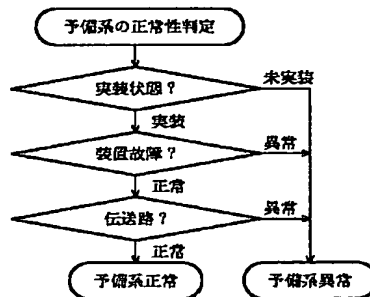 予備系の正常性判定
実装状態?
未実装
実装
装置故障?
異常
正常
伝送路?
異常
正常
予備系正常
予備系異常